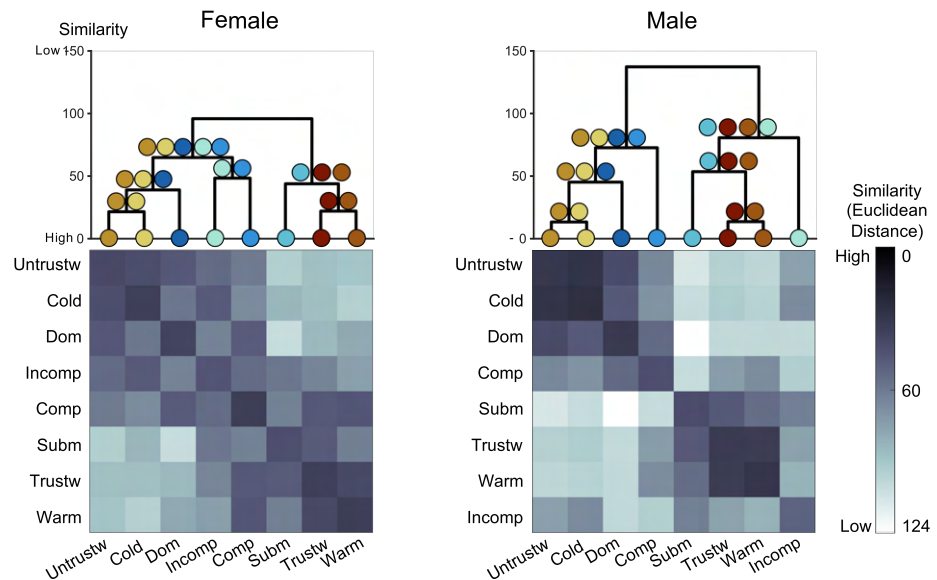 Female
Male
Similarity
Low 150
100
50
High 0
150
100
50
- 0
Untrustw
Cold
Dom
Incomp
Comp
Subm
Trustw
Warm
Untrustw
Cold
Dom
Incomp
Comp
Subm
Trustw
Warm
Untrustw
Cold
Dom
Comp
Subm
Trustw
Warm
Incomp
Untrustw
Cold
Dom
Comp
Subm
Trustw
Warm
Incomp
Similarity
(Euclidean
Distance)
High 0
60
Low 124